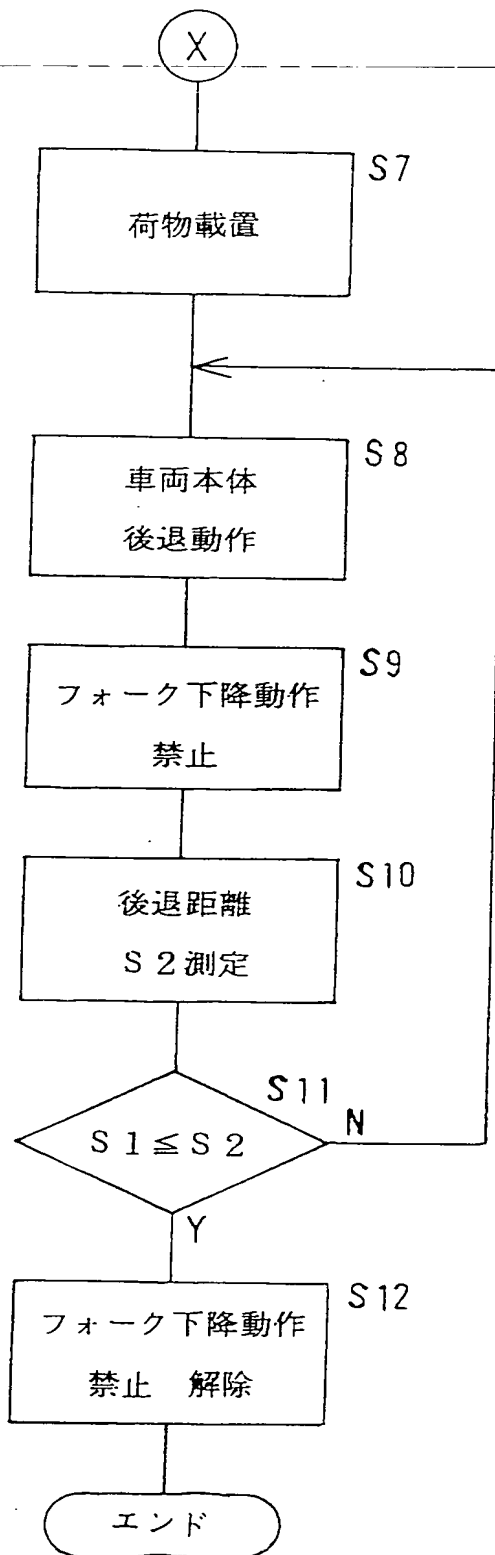 X
S7
荷物載置
S8
車両本体
後退動作
S9
フォーク下降動作
禁止
S10
後退距離
S2測定
S11
S1≦S2
N
Y
S12
フォーク下降動作
禁止 解除
エンド